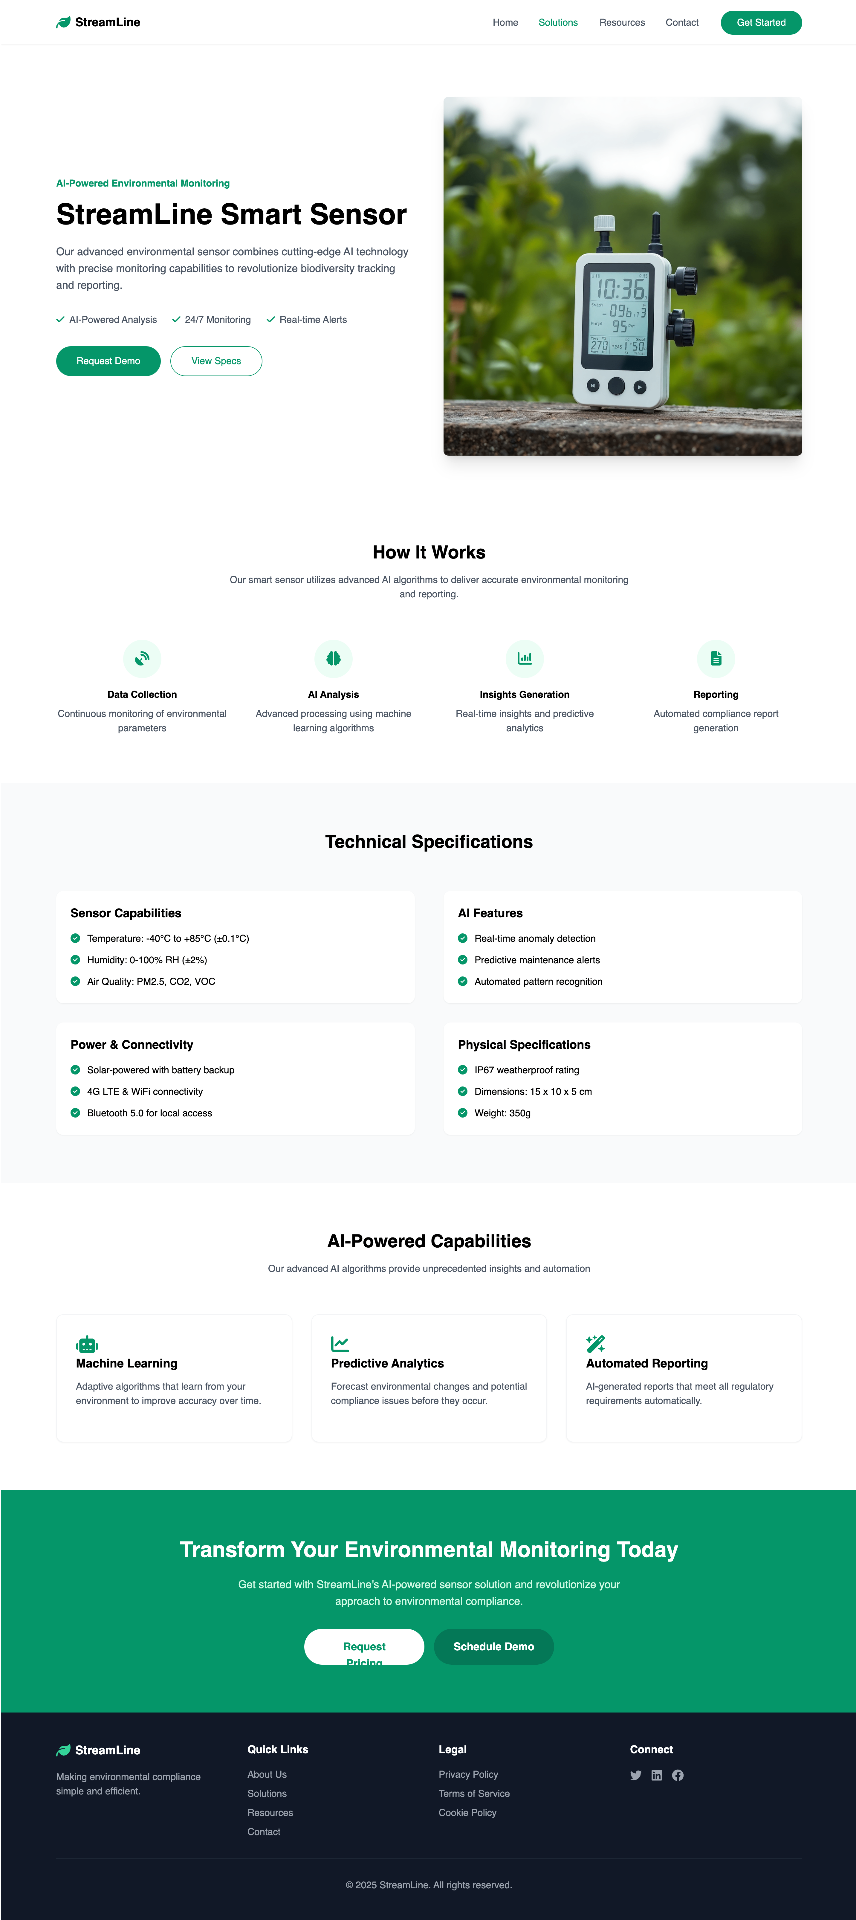 StreamLine
Home
Solutions
Resources
Contact
Get Started
AI-Powered Environmental Monitoring
StreamLine Smart Sensor
Our advanced environmental sensor combines cutting-edge AI technology
with precise monitoring capabilities to revolutionize biodiversity tracking
and reporting.
AI-Powered Analysis
24/7 Monitoring
Real-time Alerts
Request Demo
View Specs
10:36
95
270
1'50
How It Works
Our smart sensor utilizes advanced AI algorithms to deliver accurate environmental monitoring
and reporting.
Data Collection
Continuous monitoring of environmental
parameters
AI Analysis
Advanced processing using machine
learning algorithms
Insights Generation
Real-time insights and predictive
analytics
Reporting
Automated compliance report
generation
Technical Specifications
Sensor Capabilities
Temperature: -40°C to +85°C (±0.1°C)
Humidity: 0-100% RH (±2%)
Air Quality: PM2.5, CO2, VOC
AI Features
Real-time anomaly detection
Predictive maintenance alerts
Automated pattern recognition
Power & Connectivity
Solar-powered with battery backup
4G LTE & WiFi connectivity
Bluetooth 5.0 for local access
Physical Specifications
IP67 weatherproof rating
Dimensions: 15 x 10 x 5 cm
Weight: 350g
AI-Powered Capabilities
Our advanced AI algorithms provide unprecedented insights and automation
Machine Learning
Adaptive algorithms that learn from your
environment to improve accuracy over time.
Predictive Analytics
Forecast environmental changes and potential
compliance issues before they occur.
Automated Reporting
AI-generated reports that meet all regulatory
requirements automatically.
Transform Your Environmental Monitoring Today
Get started with StreamLine's AI-powered sensor solution and revolutionize your
approach to environmental compliance.
Request
Pricing
Schedule Demo
StreamLine
Making environmental compliance
simple and efficient.
Quick Links
About Us
Solutions
Resources
Contact
Legal
Privacy Policy
Terms of Service
Cookie Policy
Connect
© 2025 StreamLine. All rights reserved.